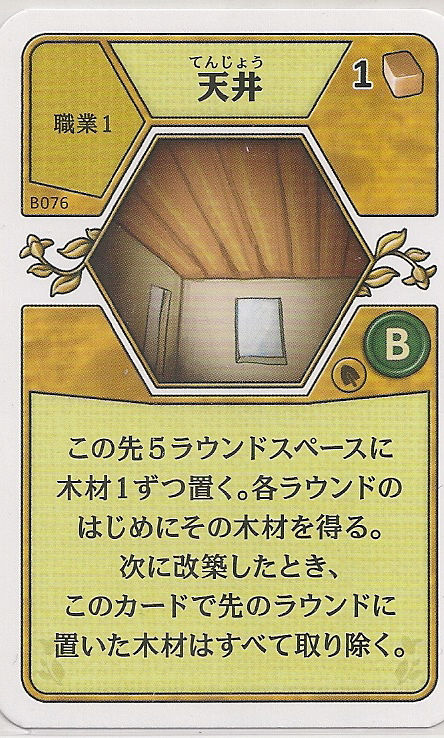 てんじょう
天井
1
職業1
B076
B
この先5ラウンドスペースに
木材1ずつ置く。各ラウンドの
はじめにその木材を得る。
次に改築したとき、
このカードで先のラウンドに
置いた木材はすべて取り除く。